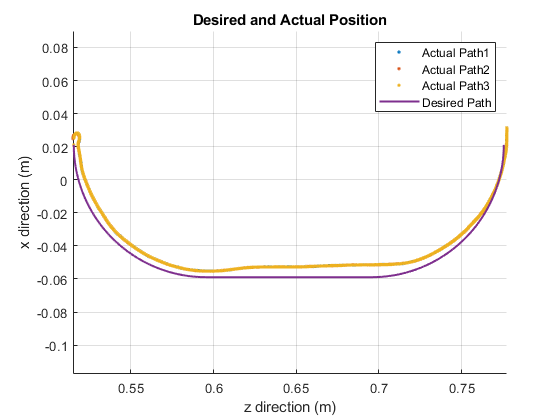 Desired and Actual Position
Actual Path1
Actual Path2
Actual Path3
Desired Path
0.08
0.06
0.04
0.02
0
-0.02
-0.04
-0.06
-0.08
-0.1
x direction (m)
0.55
0.6
0.65
0.7
0.75
z direction (m)